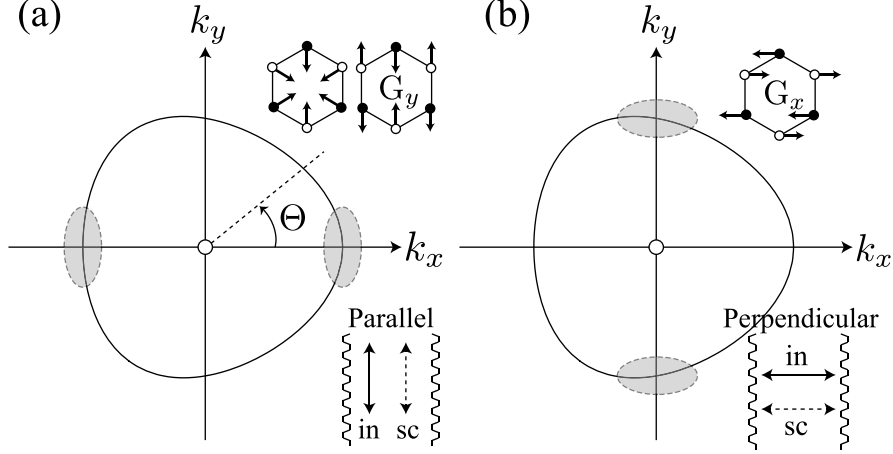 (a)
k_y
G_y
Θ
k_x
Parallel
in
sc
(b)
k_y
G_x
k_x
Perpendicular
in
sc